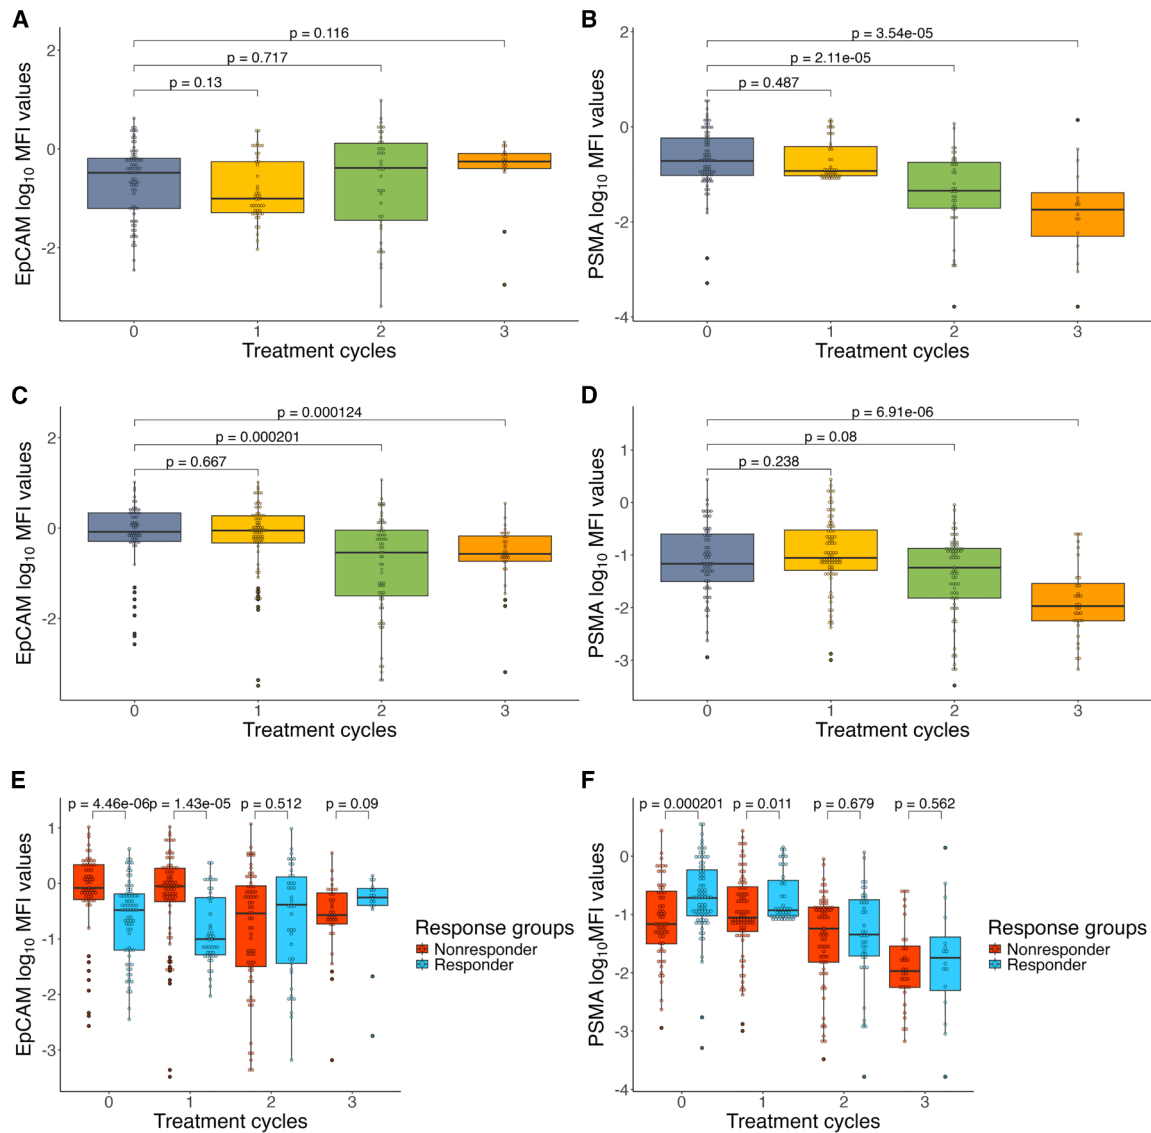 A
EpCAM log10 MFI values
2
0
-2
p = 0.116
p = 0.717
p = 0.13
0 1 2 3
Treatment cycles
B
PSMA log10 MFI values
2
0
-2
-4
p = 3.54e-05
p = 2.11e-05
p = 0.487
0 1 2 3
Treatment cycles
C
EpCAM log10 MFI values
2
0
-2
p = 0.000124
p = 0.000201
p = 0.667
0 1 2 3
Treatment cycles
D
PSMA log10 MFI values
1
0
-1
-2
-3
p = 6.91e-06
p = 0.08
p = 0.238
0 1 2 3
Treatment cycles
E
EpCAM log10 MFI values
1
0
-1
-2
-3
p = 4.46e-06 p = 1.43e-05 p = 0.512 p = 0.09
0 1 2 3
Treatment cycles
Response groups
Nonresponder
Responder
F
PSMA log10MFI values
0
-1
-2
-3
-4
p = 0.000201 p = 0.011 p = 0.679 p = 0.562
0 1 2 3
Treatment cycles
Response groups
Nonresponder
Responder